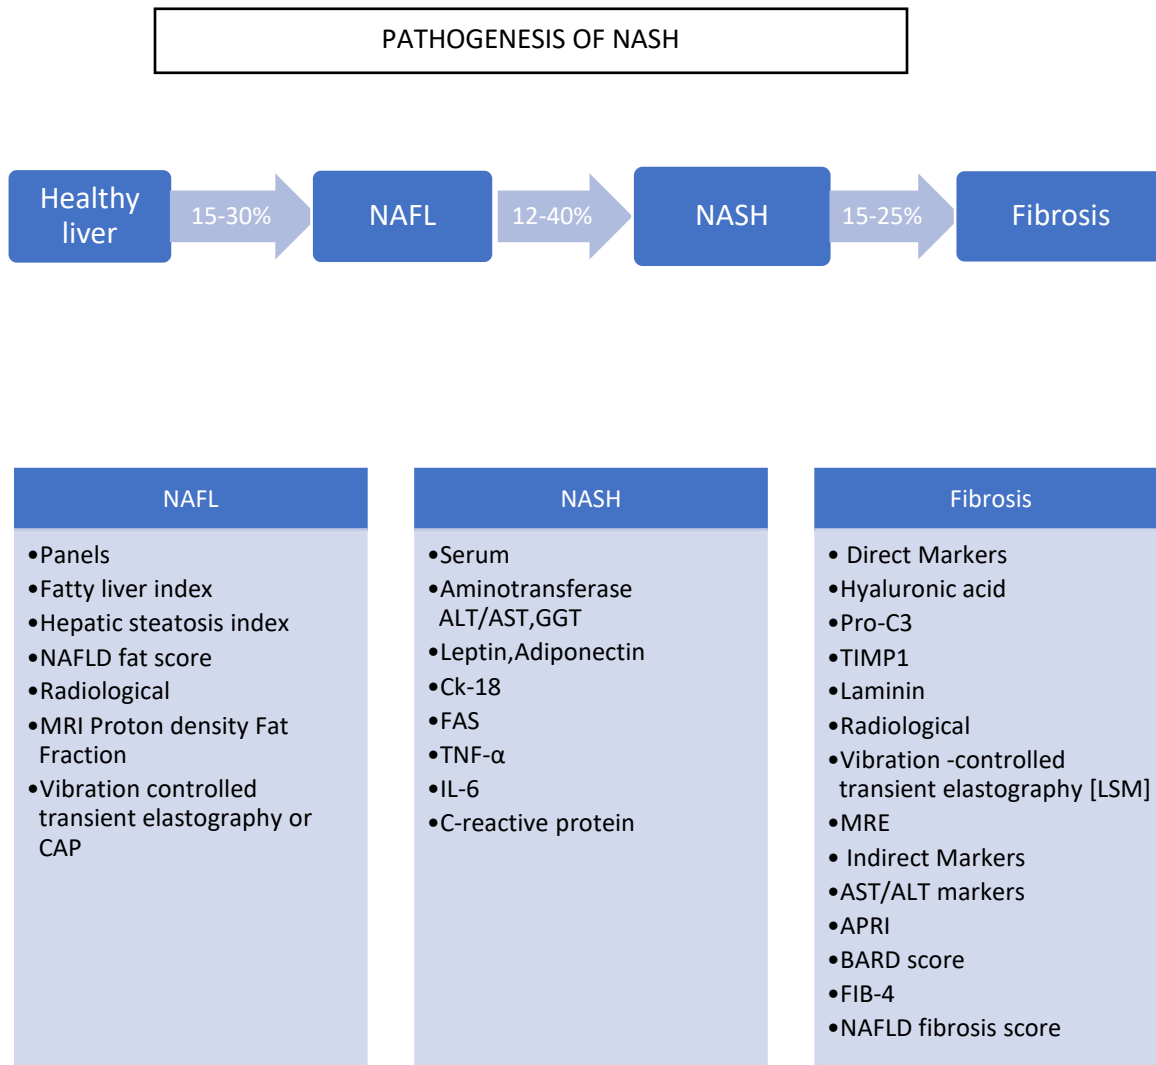 PATHOGENESIS OF NASH
Healthy
liver
15-30%
NAFL
12-40%
NASH
15-25%
Fibrosis
NAFL
•Panels
•Fatty liver index
•Hepatic steatosis index
•NAFLD fat score
•Radiological
•MRI Proton density Fat
Fraction
•Vibration controlled
transient elastography or
CAP
NASH
•Serum
•Aminotransferase
ALT/AST,GGT
•Leptin,Adiponectin
•Ck-18
•FAS
•TNF-α
•IL-6
•C-reactive protein
Fibrosis
• Direct Markers
•Hyaluronic acid
•Pro-C3
•TIMP1
•Laminin
•Radiological
•Vibration -controlled
transient elastography [LSM]
•MRE
• Indirect Markers
•AST/ALT markers
•APRI
•BARD score
•FIB-4
•NAFLD fibrosis score